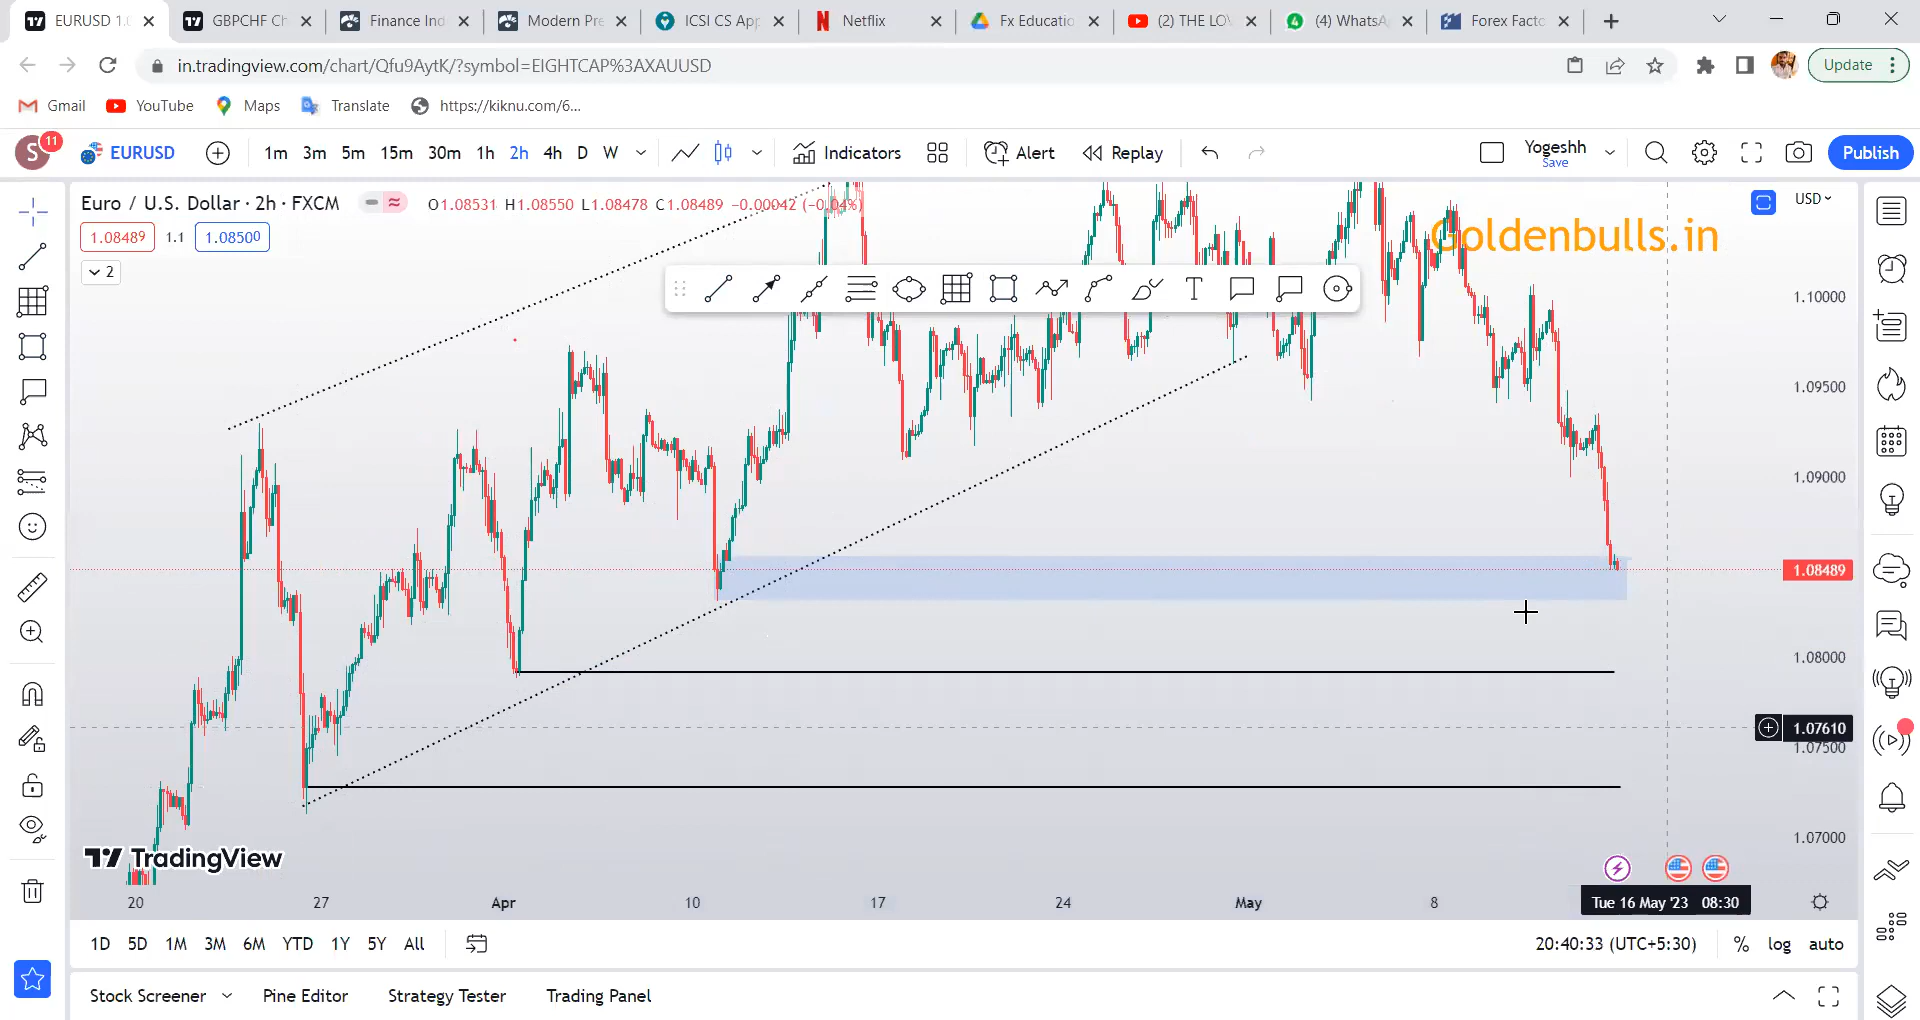 EURUSD 1.0
GBPCHF Ch
Finance Ind
Modern Pre
ICSI CS App
Netflix
Fx Educatio
(2) THE LOV
(4) WhatsA
Forex Facto
in.tradingview.com/chart/Qfu9AytK/?symbol=EIGHTCAP%3AXAUUSD
Update
Gmail
YouTube
Maps
Translate
https://kiknu.com/6...
S
11
EURUSD
1m 3m 5m 15m 30m 1h 2h 4h D W
Indicators
Alert
Replay
Yogeshh
Save
Publish
Euro / U.S. Dollar · 2h · FXCM
O1.08531 H1.08550 L1.08478 C1.08489 −0.00042 (−0.04%)
USD
1.08489 1.1 1.08500
2
Goldenbulls.in
1.10000
1.09500
1.09000
1.08489
1.08000
1.07610
1.07500
1.07000
TradingView
20 27 Apr 10 17 24 May 8
Tue 16 May '23 08:30
1D 5D 1M 3M 6M YTD 1Y 5Y All
20:40:33 (UTC+5:30)
% log auto
Stock Screener
Pine Editor
Strategy Tester
Trading Panel